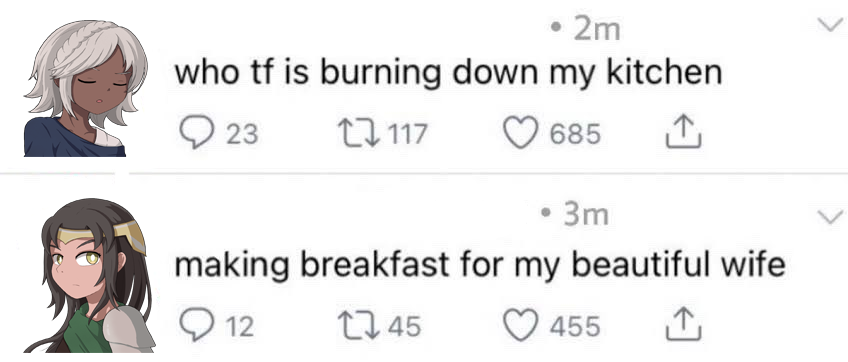 • 2m
who tf is burning down my kitchen
23 117 685
• 3m
making breakfast for my beautiful wife
12 45 455